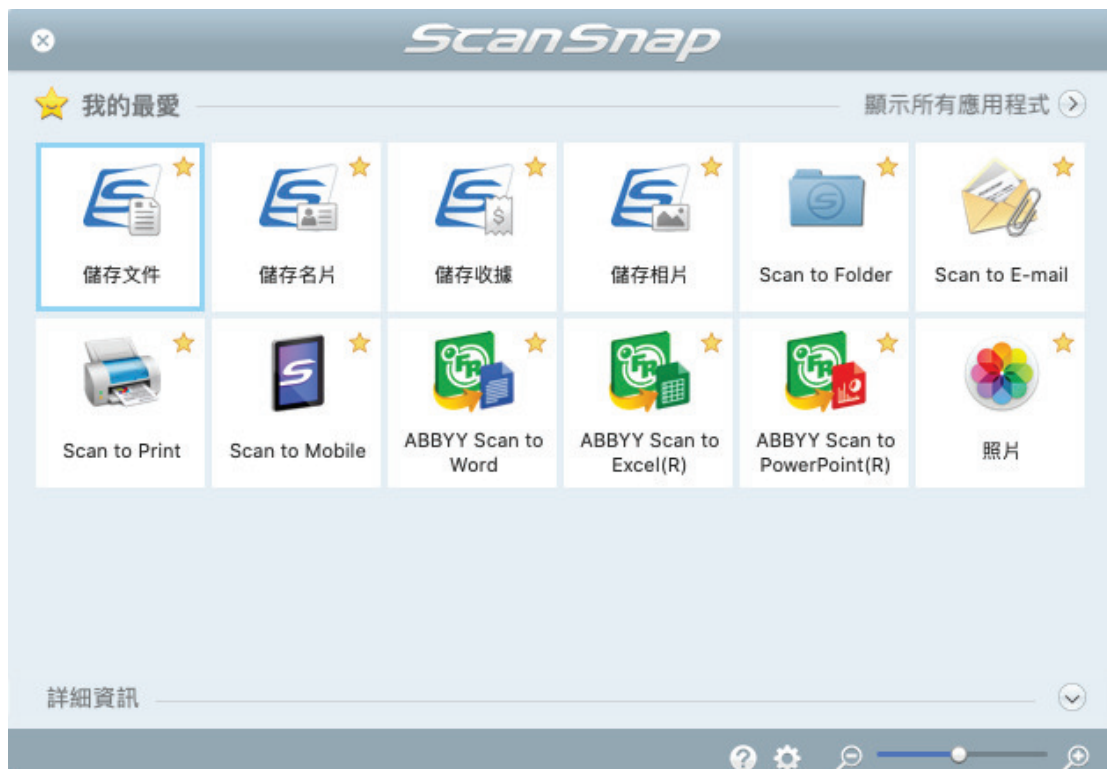 ScanSnap
我的最愛
顯示所有應用程式
儲存文件
儲存名片
儲存收據
儲存相片
Scan to Folder
Scan to E-mail
Scan to Print
Scan to Mobile
ABBYY Scan to
Word
ABBYY Scan to
Excel(R)
ABBYY Scan to
PowerPoint(R)
照片
詳細資訊